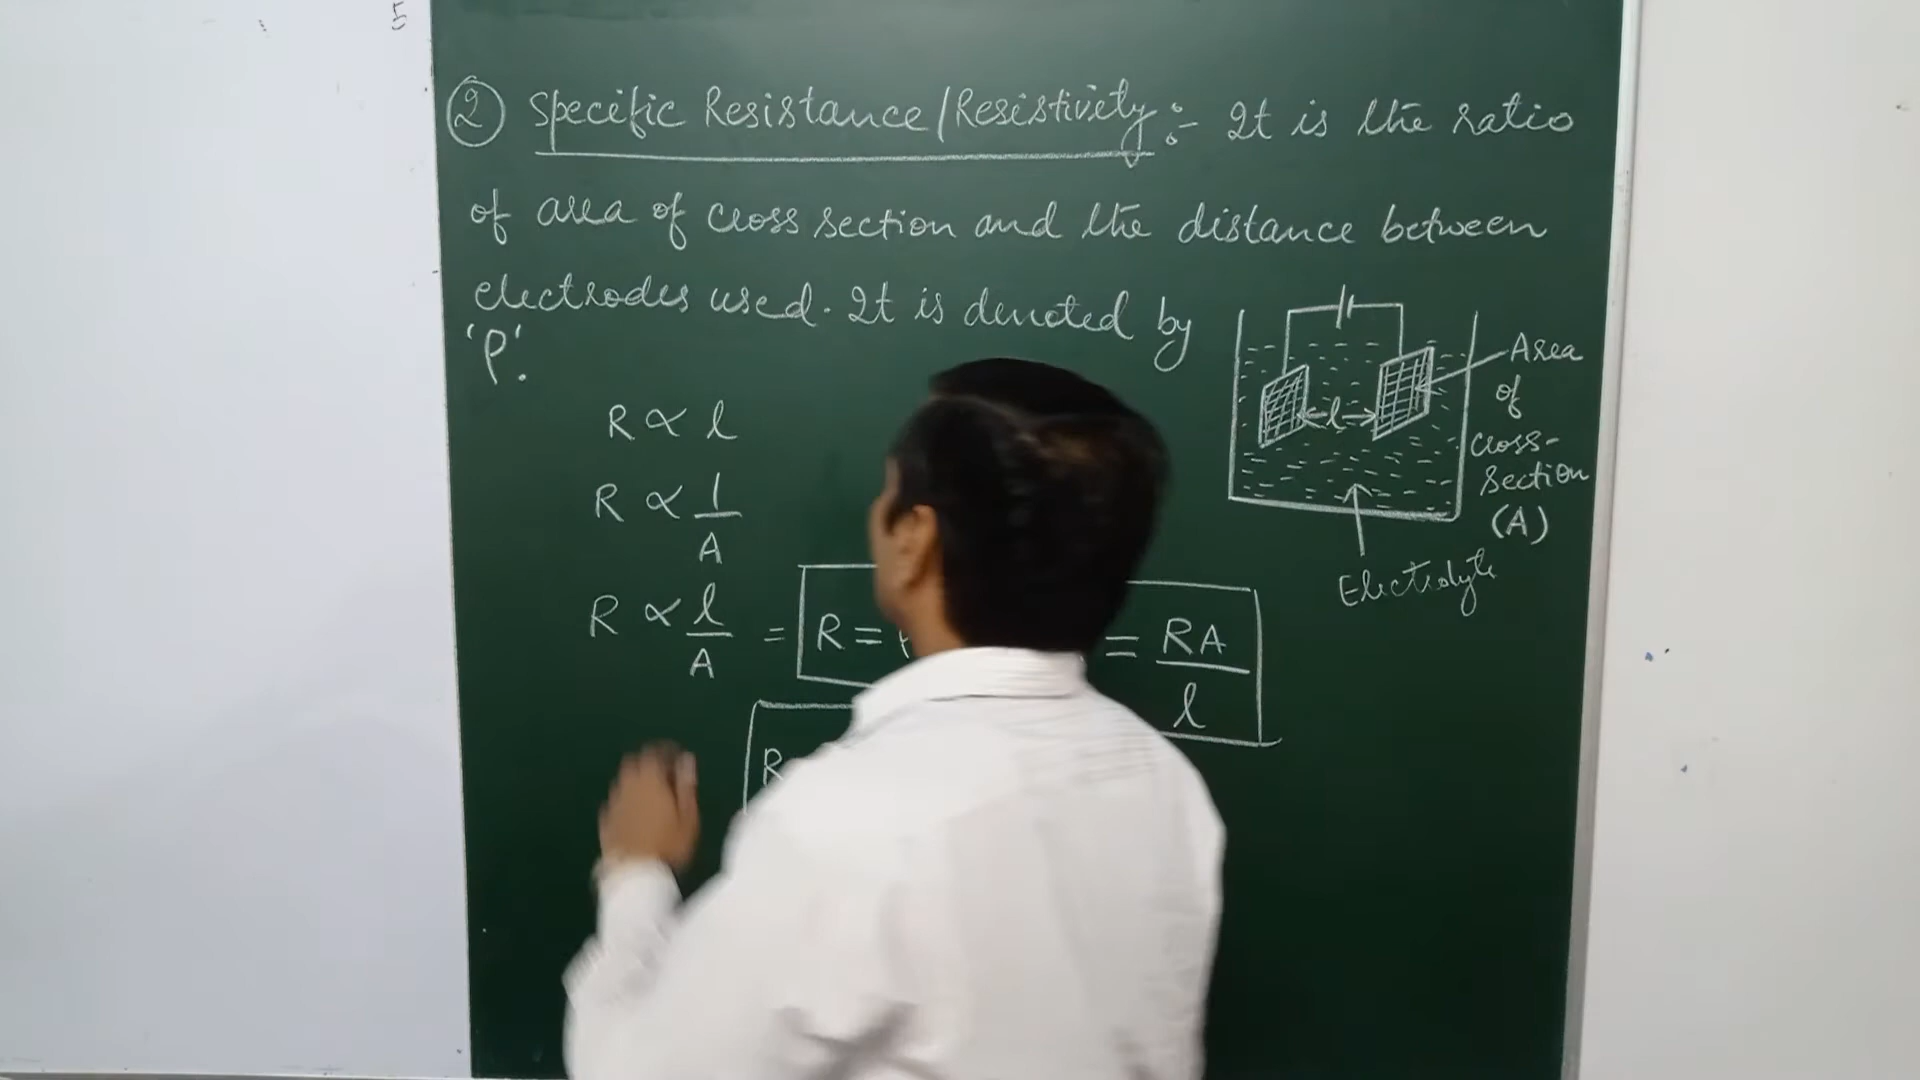 5
② Specific Resistance/Resistivity :- It is the ratio
of area of cross section and the distance between
electrodes used. It is denoted by
'ρ'.
R ∝ l
R ∝ 1/A
R ∝ l/A = R =
= RA/l
R
l
Area
of
cross-
section
(A)
Electrolyte